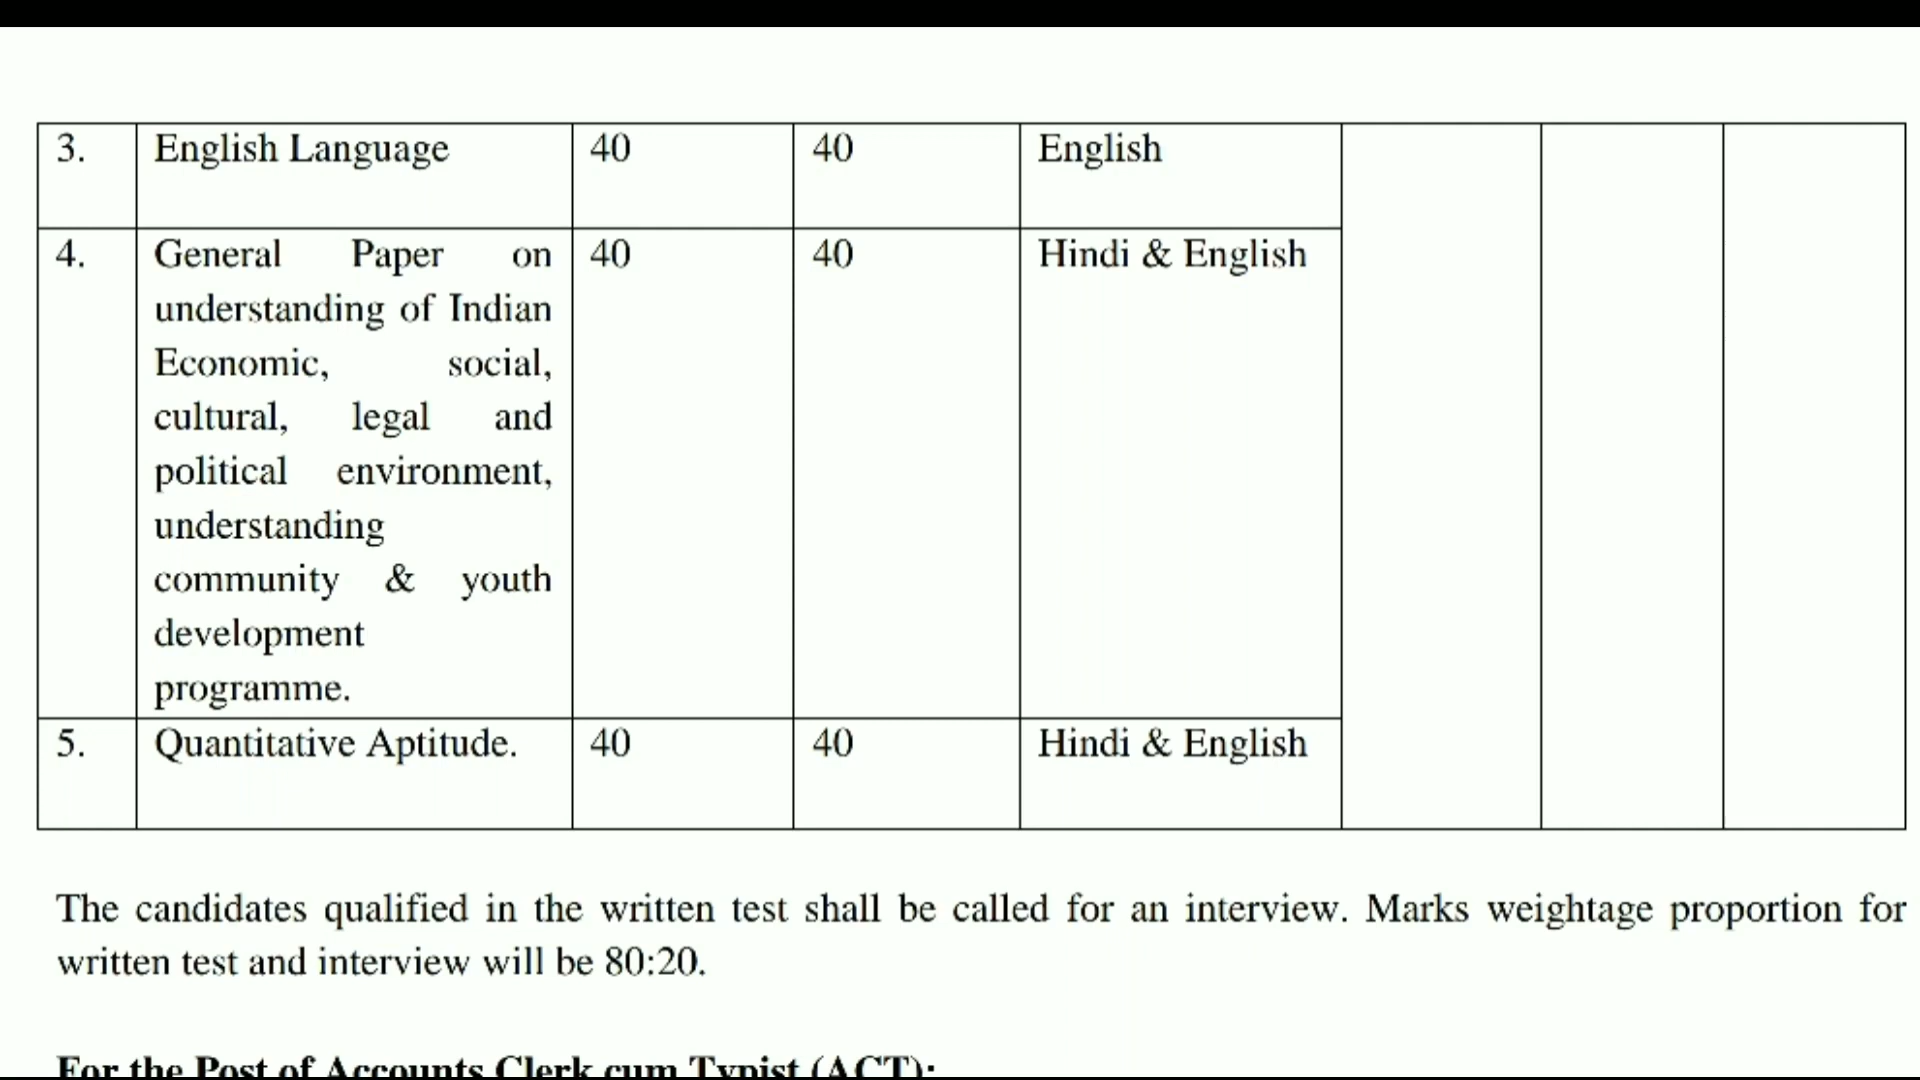 3. English Language 40 40 English
4. General Paper on 40 40 Hindi & English
understanding of Indian
Economic, social,
cultural, legal and
political environment,
understanding
community & youth
development
programme.
5. Quantitative Aptitude. 40 40 Hindi & English
The candidates qualified in the written test shall be called for an interview. Marks weightage proportion for
written test and interview will be 80:20.
For the Post of Accounts Clerk cum Typist (ACT):